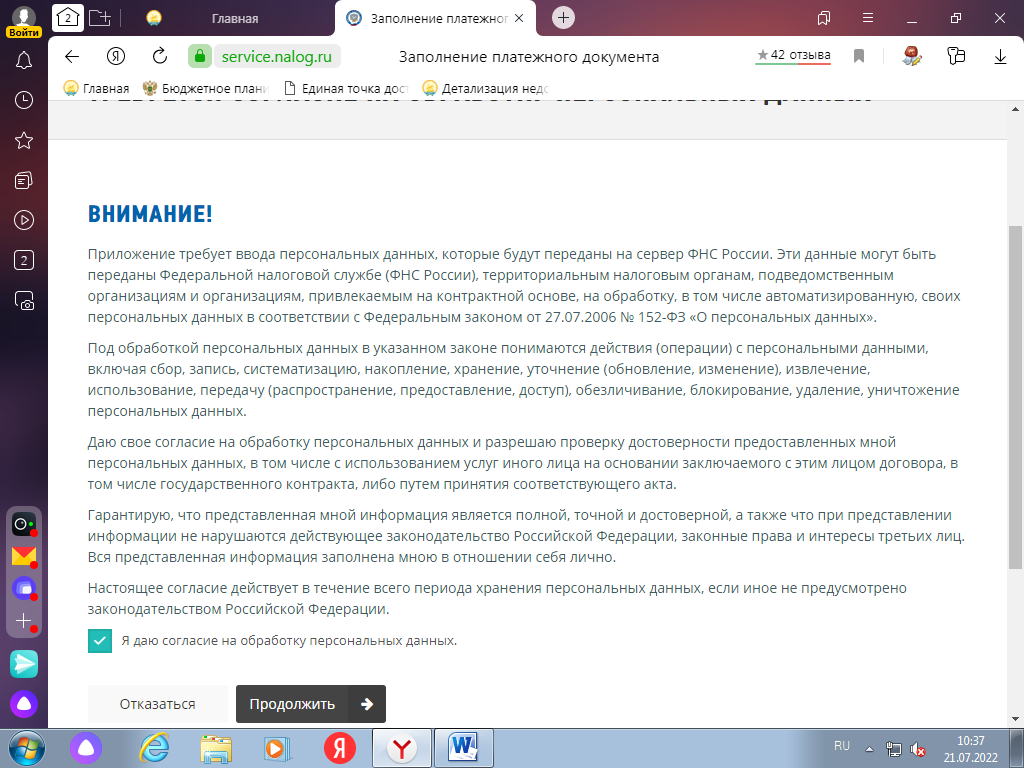 2
Главная
Заполнение платежног
Войти
service.nalog.ru
Заполнение платежного документа
42 отзыва
Главная
Бюджетное плани
Единая точка дос
Детализация недо
ВНИМАНИЕ!
Приложение требует ввода персональных данных, которые будут переданы на сервер ФНС России. Эти данные могут быть
переданы Федеральной налоговой службе (ФНС России), территориальным налоговым органам, подведомственным
организациям и организациям, привлекаемым на контрактной основе, на обработку, в том числе автоматизированную, своих
персональных данных в соответствии с Федеральным законом от 27.07.2006 № 152-ФЗ «О персональных данных».
Под обработкой персональных данных в указанном законе понимаются действия (операции) с персональными данными,
включая сбор, запись, систематизацию, накопление, хранение, уточнение (обновление, изменение), извлечение,
использование, передачу (распространение, предоставление, доступ), обезличивание, блокирование, удаление, уничтожение
персональных данных.
Даю свое согласие на обработку персональных данных и разрешаю проверку достоверности предоставленных мной
персональных данных, в том числе с использованием услуг иного лица на основании заключаемого с этим лицом договора, в
том числе государственного контракта, либо путем принятия соответствующего акта.
Гарантирую, что представленная мной информация является полной, точной и достоверной, а также что при представлении
информации не нарушаются действующее законодательство Российской Федерации, законные права и интересы третьих лиц.
Вся представленная информация заполнена мною в отношении себя лично.
Настоящее согласие действует в течение всего периода хранения персональных данных, если иное не предусмотрено
законодательством Российской Федерации.
Я даю согласие на обработку персональных данных.
Отказаться
Продолжить
2
RU
10:37
21.07.2022